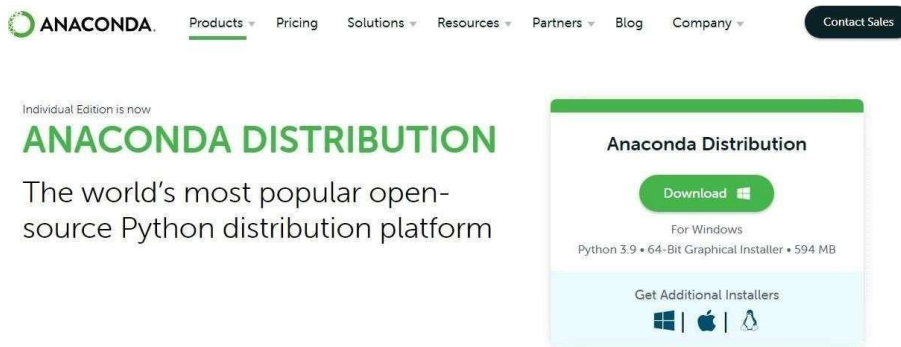 ANACONDA.
Products
Pricing
Solutions
Resources
Partners
Blog
Company
Contact Sales
Individual Edition is now
ANACONDA DISTRIBUTION
The world's most popular open-
source Python distribution platform
Anaconda Distribution
Download
For Windows
Python 3.9 • 64-Bit Graphical Installer • 594 MB
Get Additional Installers